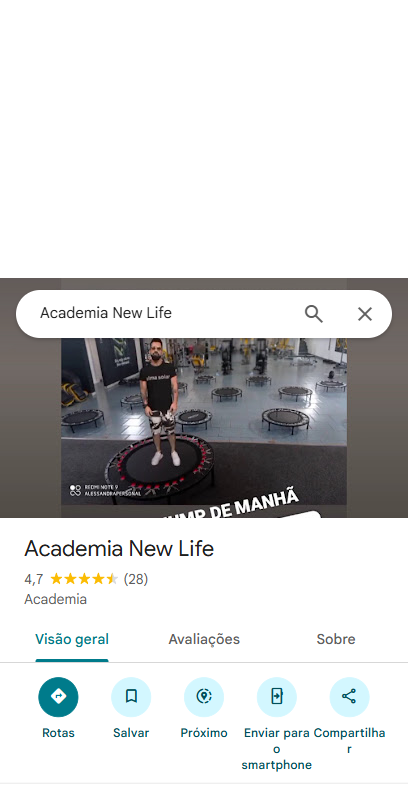 Academia New Life
REDMI NOTE 9
ALESSANDRAPERSONAL
JUMP DE MANHÃ
Academia New Life
4,7 (28)
Academia
Visão geral Avaliações Sobre
Rotas Salvar Próximo Enviar para o smartphone Compartilhar